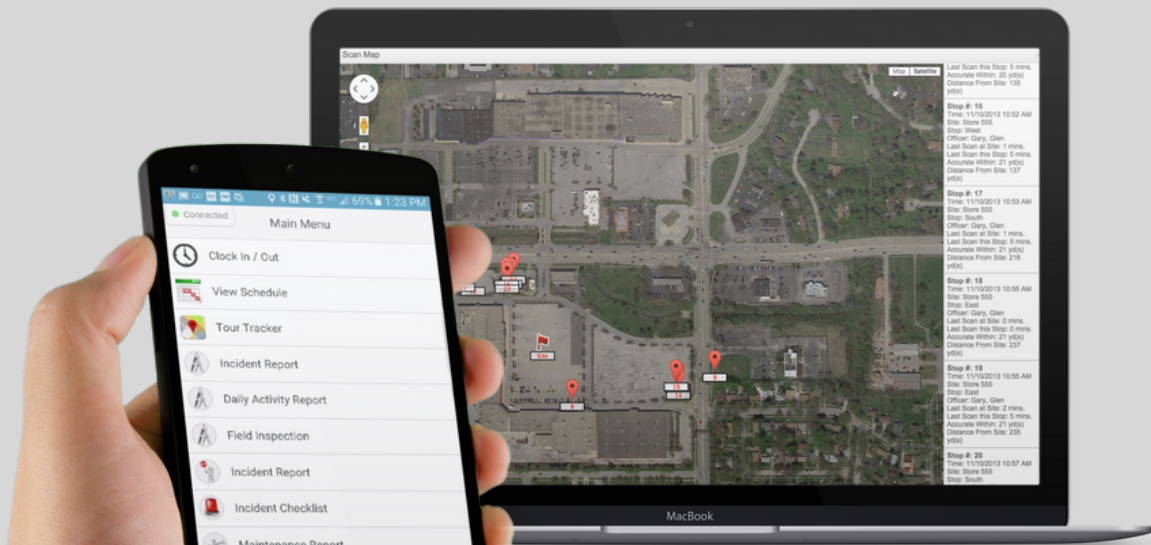 Scan Map
Map
Satellite
Last Scan this Stop: 5 mins.
Accurate Within: 20 yd(s)
Distance From Site: 135
yd(s)
Stop #: 16
Time: 11/10/2013 10:52 AM
Site: Store 555
Stop: West
Officer: Gary, Glen
Last Scan at Site: 1 mins.
Last Scan this Stop: 5 mins.
Accurate Within: 21 yd(s)
Distance From Site: 137
yd(s)
Stop #: 17
Time: 11/10/2013 10:53 AM
Site: Store 555
Stop: South
Officer: Gary, Glen
Last Scan at Site: 1 mins.
Last Scan this Stop: 5 mins.
Accurate Within: 21 yd(s)
Distance From Site: 216
yd(s)
Stop #: 18
Time: 11/10/2013 10:55 AM
Site: Store 555
Stop: East
Officer: Gary, Glen
Last Scan at Site: 0 mins.
Last Scan this Stop: 0 mins.
Accurate Within: 21 yd(s)
Distance From Site: 237
yd(s)
Stop #: 19
Time: 11/10/2013 10:55 AM
Site: Store 555
Stop: East
Officer: Gary, Glen
Last Scan at Site: 2 mins.
Last Scan this Stop: 5 mins.
Accurate Within: 21 yd(s)
Distance From Site: 235
yd(s)
Stop #: 20
Time: 11/10/2013 10:57 AM
Site: Store 555
Stop: South
22
Site
19
14
MacBook
69% 1:23 PM
Connected
Main Menu
Clock In / Out
View Schedule
Tour Tracker
Incident Report
Daily Activity Report
Field Inspection
Incident Report
Incident Checklist
Maintenance Report